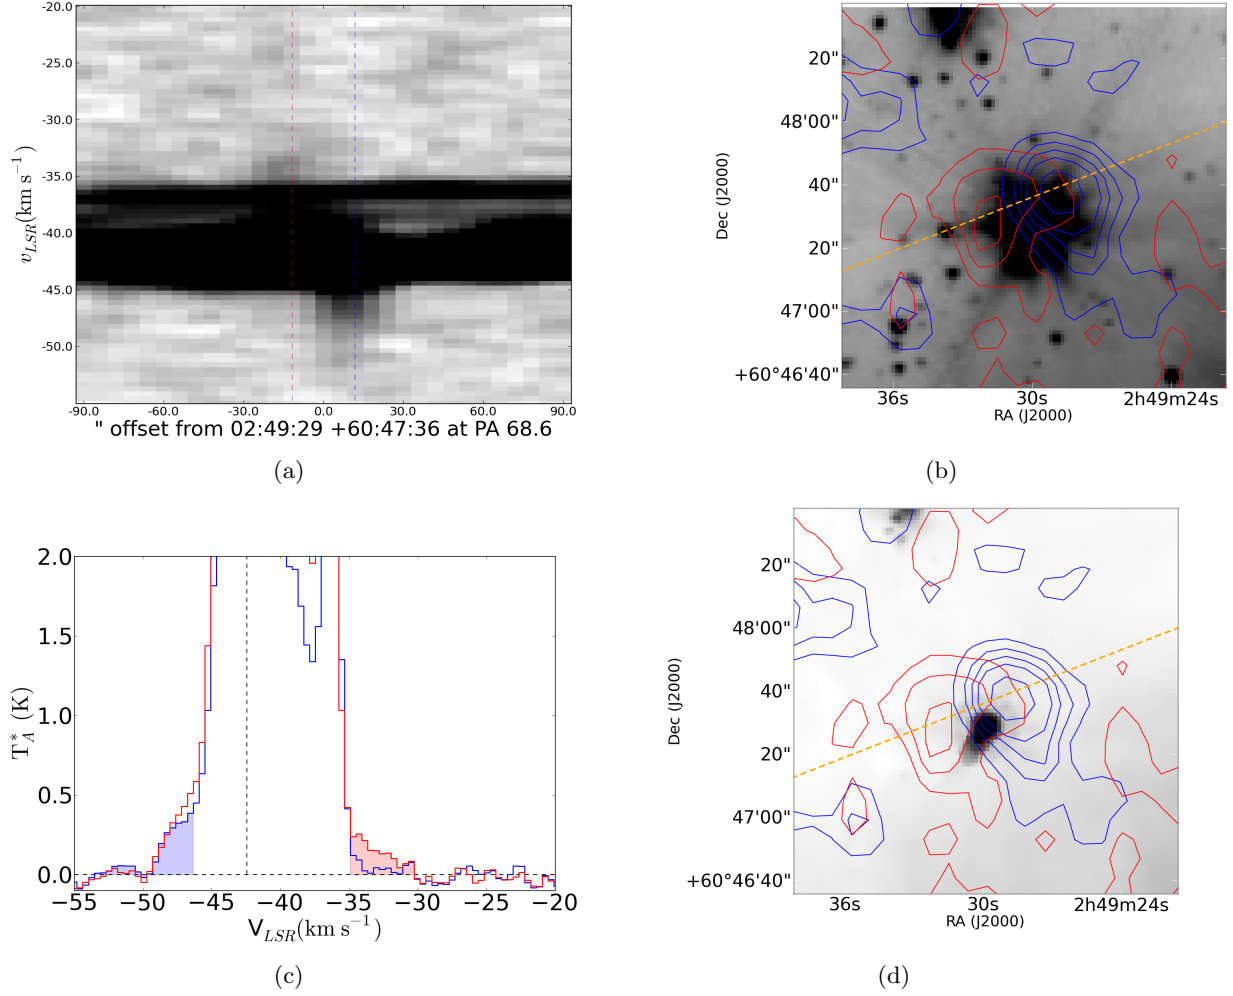 -20.0
-25.0
-30.0
-35.0
-40.0
-45.0
-50.0
v_LSR(km s⁻¹)
-90.0 -60.0 -30.0 0.0 30.0 60.0 90.0
" offset from 02:49:29 +60:47:36 at PA 68.6
(a)
20"
48'00"
40"
20"
47'00"
+60°46'40"
Dec (J2000)
36s 30s 2h49m24s
RA (J2000)
(b)
2.0
1.5
1.0
0.5
0.0
T*_A (K)
−55 −50 −45 −40 −35 −30 −25 −20
V_LSR(km s⁻¹)
(c)
20"
48'00"
40"
20"
47'00"
+60°46'40"
Dec (J2000)
36s 30s 2h49m24s
RA (J2000)
(d)